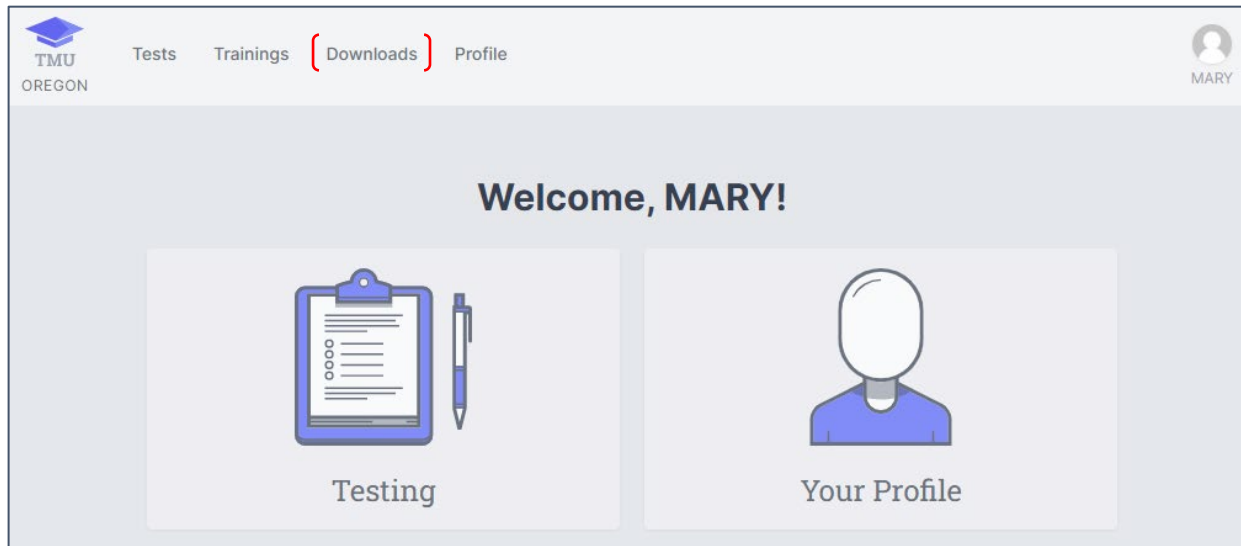 TMU
OREGON
Tests Trainings Downloads Profile
MARY
Welcome, MARY!
Testing
Your Profile